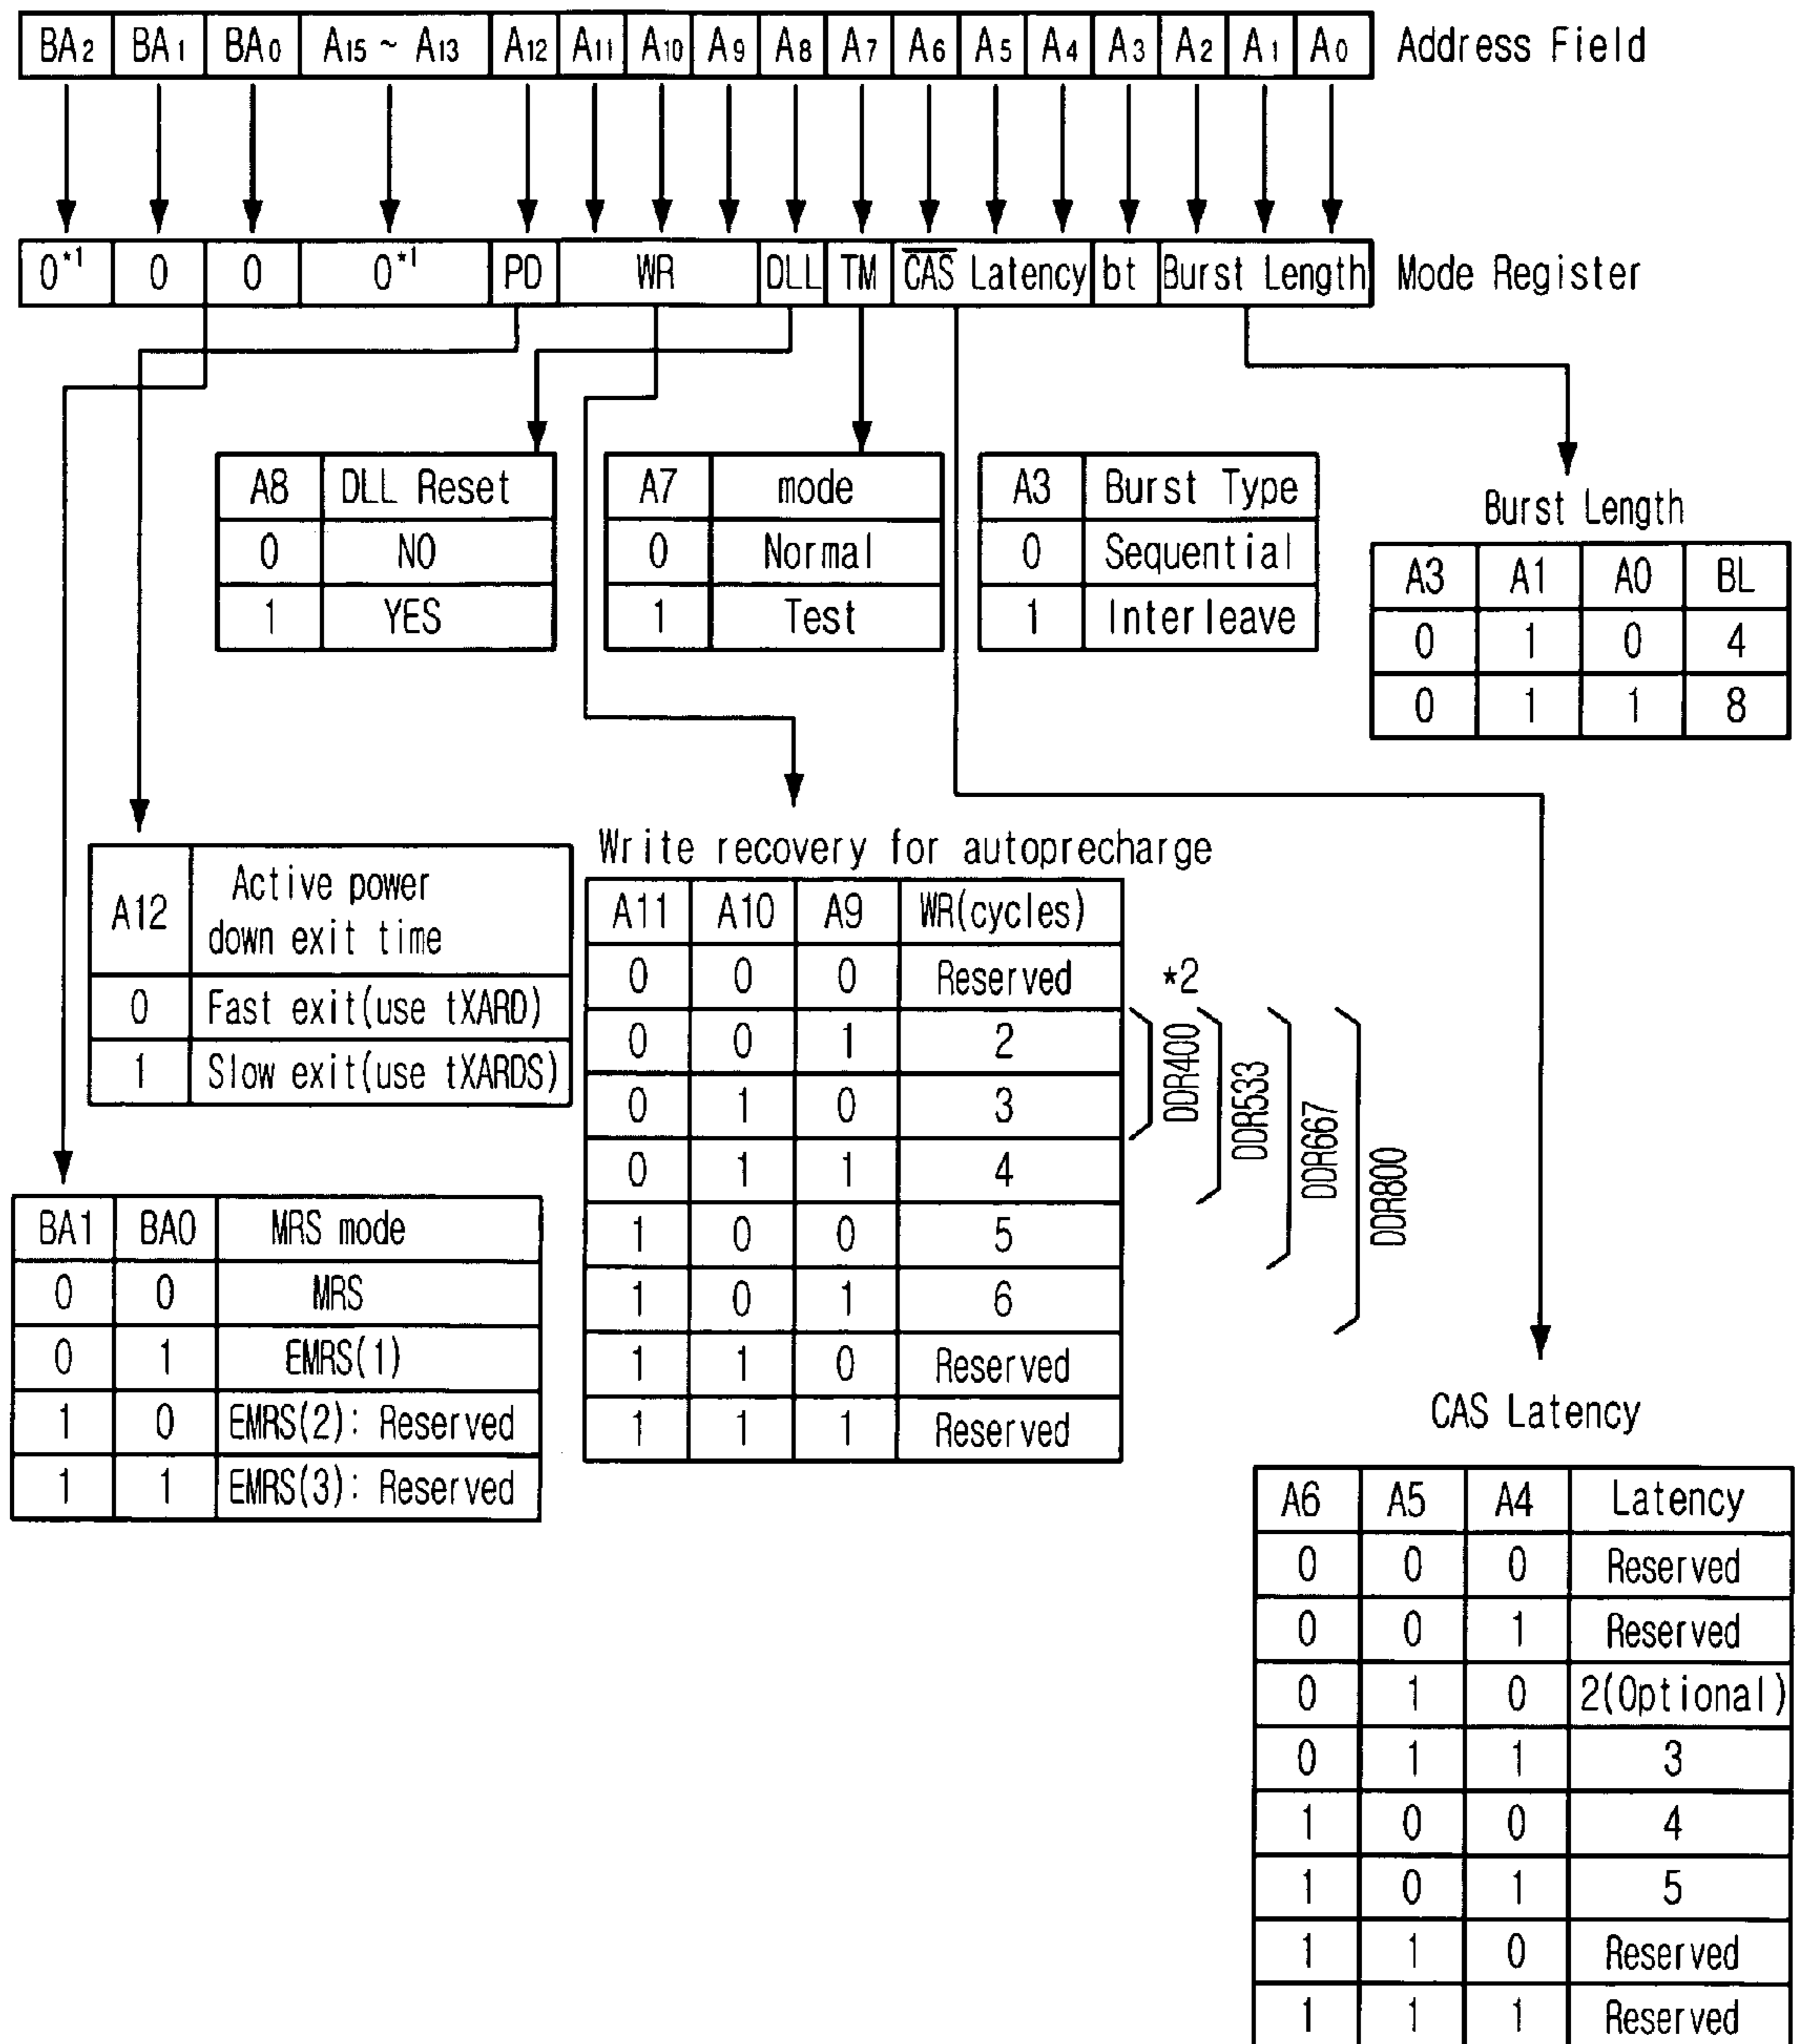 BA2 BA1 BA0 A15 ~ A13 A12 A11 A10 A9 A8 A7 A6 A5 A4 A3 A2 A1 A0 Address Field
0*1 0 0 0*1 PD WR DLL TM CAS Latency bt Burst Length Mode Register
A8 DLL Reset
0 NO
1 YES
A7 mode
0 Normal
1 Test
A3 Burst Type
0 Sequential
1 Interleave
Burst Length
A3 A1 A0 BL
0 1 0 4
0 1 1 8
A12 Active power
down exit time
0 Fast exit(use tXARD)
1 Slow exit(use tXARDS)
Write recovery for autoprecharge
A11 A10 A9 WR(cycles)
0 0 0 Reserved
0 0 1 2
0 1 0 3
0 1 1 4
1 0 0 5
1 0 1 6
1 1 0 Reserved
1 1 1 Reserved
*2
DDR400
DDR533
DDR667
DDR800
BA1 BA0 MRS mode
0 0 MRS
0 1 EMRS(1)
1 0 EMRS(2): Reserved
1 1 EMRS(3): Reserved
CAS Latency
A6 A5 A4 Latency
0 0 0 Reserved
0 0 1 Reserved
0 1 0 2(Optional)
0 1 1 3
1 0 0 4
1 0 1 5
1 1 0 Reserved
1 1 1 Reserved